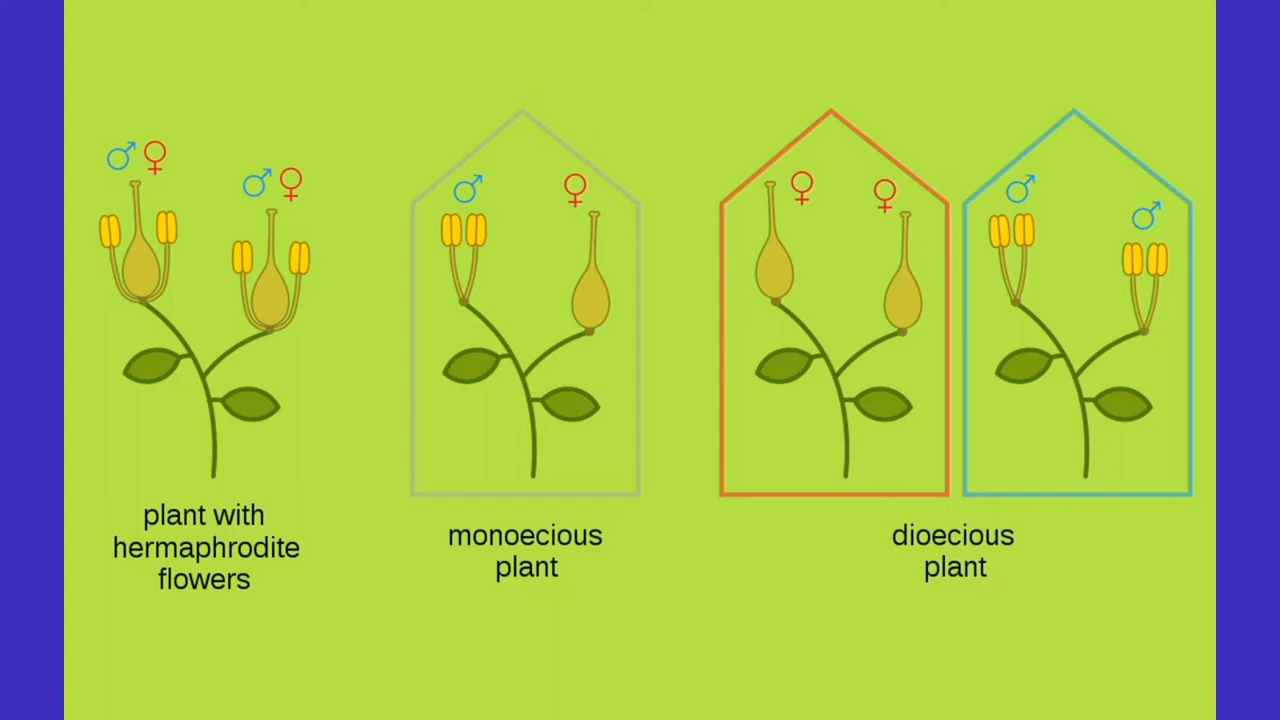 ♂♀
♂♀
♂
♀
♀
♀
♂
♂
plant with
hermaphrodite
flowers
monoecious
plant
dioecious
plant